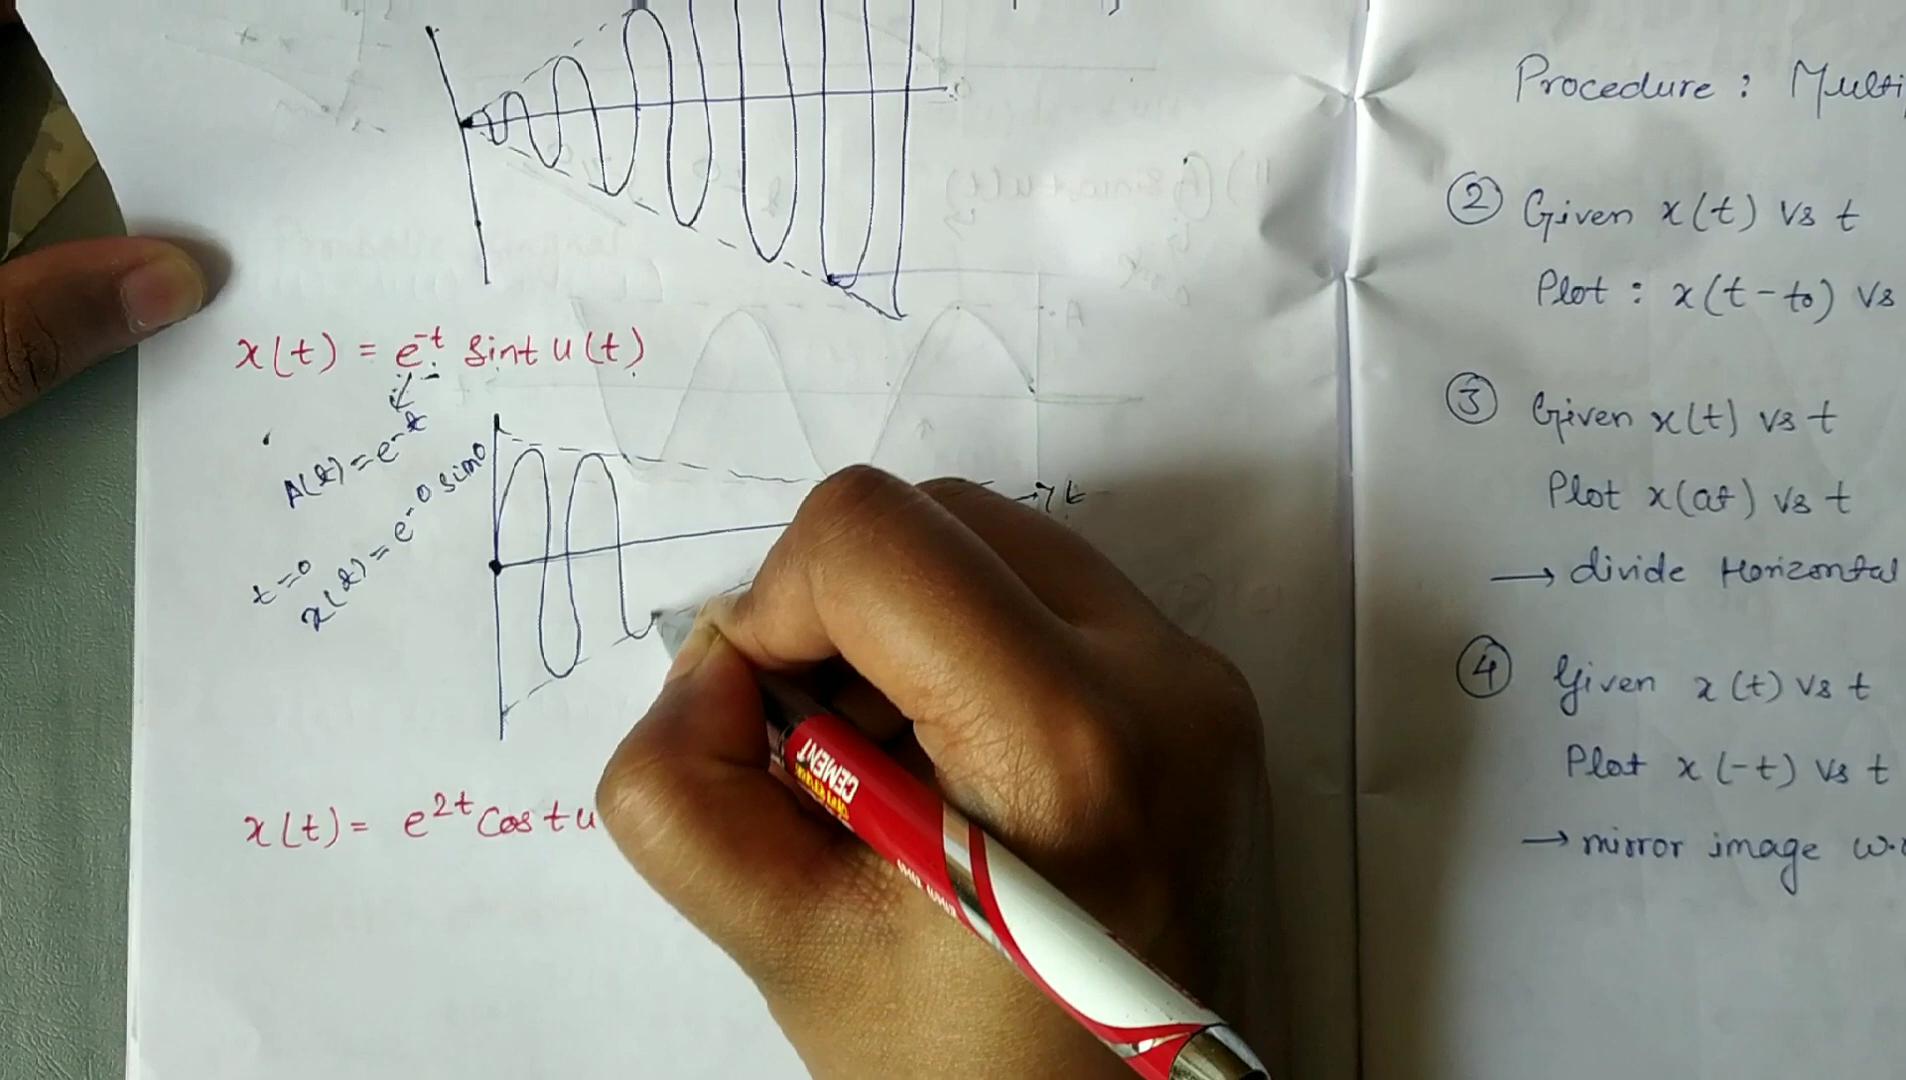 x(t) = e^-t sint u(t)
A(t) = e^-t
t = 0
x(t) = e^-0 sin0
→ t
x(t) = e^2t cos t u
CEMENT
Procedure :
② Given x(t) vs t
Plot : x(t-t0) vs
③ Given x(t) vs t
Plot x(at) vs t
→ divide Horizontal
④ Given x(t) vs t
Plot x(-t) vs t
→ mirror image w.